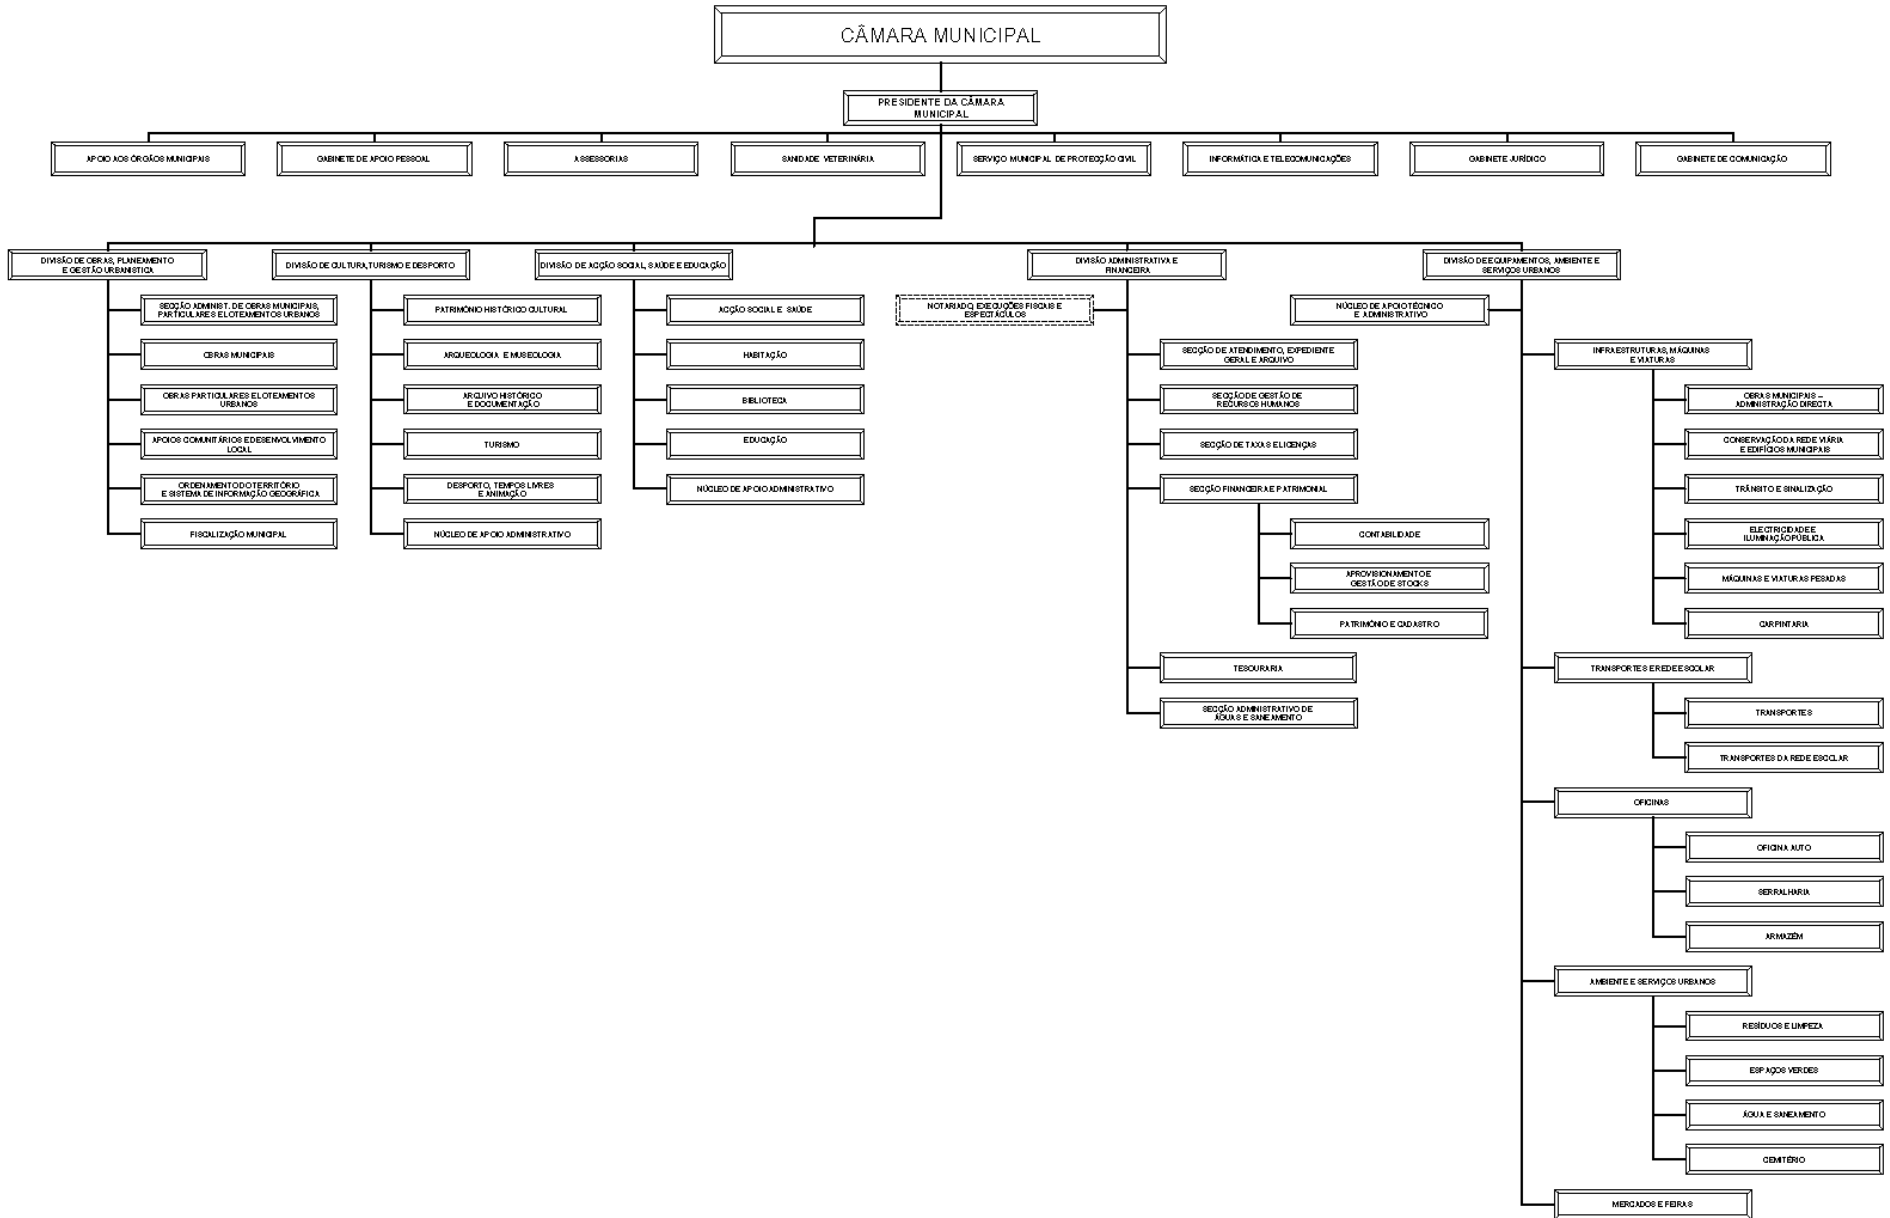 CÂMARA MUNICIPAL
PRESIDENTE DA CÂMARA
MUNICIPAL
APOIO AOS ÓRGÃOS MUNICIPAIS
GABINETE DE APOIO PESSOAL
ASSESSORIAS
SANIDADE VETERINÁRIA
SERVIÇO MUNICIPAL DE PROTECÇÃO CIVIL
INFORMÁTICA E TELECOMUNICAÇÕES
GABINETE JURÍDICO
GABINETE DE COMUNICAÇÃO
DIVISÃO DE OBRAS, PLANEAMENTO
E GESTÃO URBANISTICA
SECÇÃO ADMINIST. DE OBRAS MUNICIPAIS,
PARTICULARES E LOTEAMENTOS URBANOS
OBRAS MUNICIPAIS
OBRAS PARTICULARES E LOTEAMENTOS
URBANOS
APOIOS COMUNITÁRIOS E DESENVOLVIMENTO
LOCAL
ORDENAMENTO DO TERRITÓRIO
E SISTEMA DE INFORMAÇÃO GEOGRÁFICA
FISCALIZAÇÃO MUNICIPAL
DIVISÃO DE CULTURA, TURISMO E DESPORTO
PATRIMÓNIO HISTÓRICO CULTURAL
ARQUEOLOGIA E MUSEOLOGIA
ARQUIVO HISTÓRICO
E DOCUMENTAÇÃO
TURISMO
DESPORTO, TEMPOS LIVRES
E ANIMAÇÃO
NÚCLEO DE APOIO ADMINISTRATIVO
DIVISÃO DE ACÇÃO SOCIAL, SAÚDE E EDUCAÇÃO
ACÇÃO SOCIAL E SAÚDE
HABITAÇÃO
BIBLIOTECA
EDUCAÇÃO
NÚCLEO DE APOIO ADMINISTRATIVO
DIVISÃO ADMINISTRATIVA E
FINANCEIRA
NOTARIADO, EXECUÇÕES FISCAIS E
ESPECTÁCULOS
SECÇÃO DE ATENDIMENTO, EXPEDIENTE
GERAL E ARQUIVO
SECÇÃO DE GESTÃO DE
RECURSOS HUMANOS
SECÇÃO DE TAXAS E LICENÇAS
SECÇÃO FINANCEIRA E PATRIMONIAL
CONTABILIDADE
APROVISIONAMENTO E
GESTÃO DE STOCKS
PATRIMÓNIO E CADASTRO
TESOURARIA
SECÇÃO ADMINISTRATIVO DE
ÁGUAS E SANEAMENTO
DIVISÃO DE EQUIPAMENTOS, AMBIENTE E
SERVIÇOS URBANOS
NÚCLEO DE APOIO TÉCNICO
E ADMINISTRATIVO
INFRAESTRUTURAS, MÁQUINAS
E VIATURAS
OBRAS MUNICIPAIS –
ADMINISTRAÇÃO DIRECTA
CONSERVAÇÃO DA REDE VIÁRIA
E EDIFÍCIOS MUNICIPAIS
TRÂNSITO E SINALIZAÇÃO
ELECTRICIDADE E
ILUMINAÇÃO PÚBLICA
MÁQUINAS E VIATURAS PESADAS
CARPINTARIA
TRANSPORTES E REDE ESCOLAR
TRANSPORTES
TRANSPORTES DA REDE ESCOLAR
OFICINAS
OFICINA AUTO
SERRALHARIA
ARMAZÉM
AMBIENTE E SERVIÇOS URBANOS
RESÍDUOS E LIMPEZA
ESPAÇOS VERDES
ÁGUA E SANEAMENTO
CEMITÉRIO
MERCADOS E FEIRAS